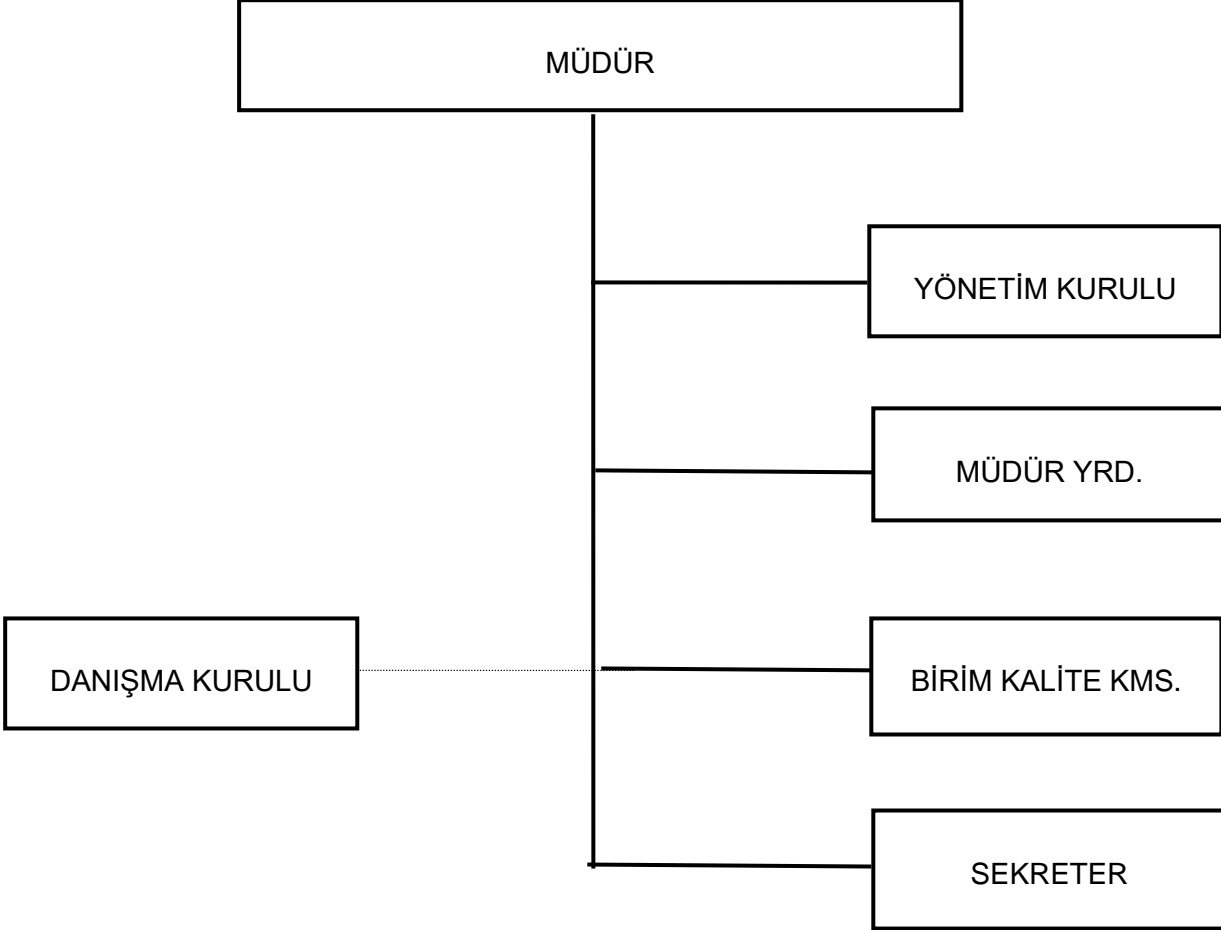 MÜDÜR
YÖNETİM KURULU
MÜDÜR YRD.
DANIŞMA KURULU
BİRİM KALİTE KMS.
SEKRETER